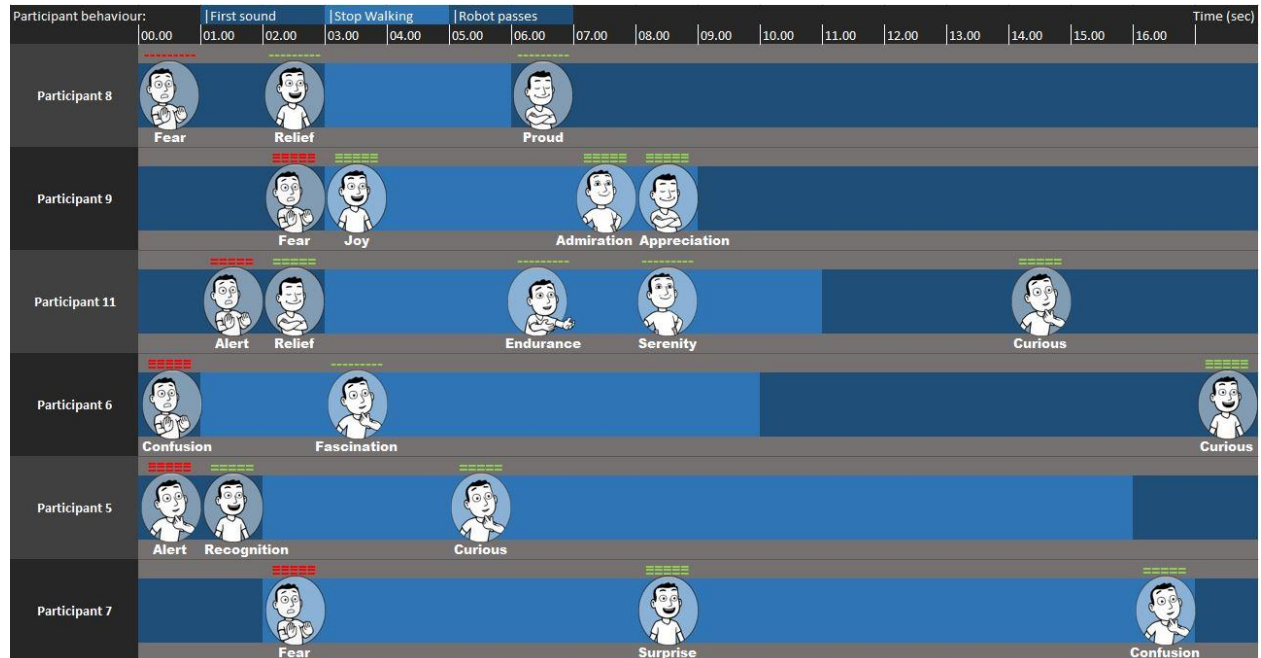 Participant behaviour: |First sound |Stop Walking |Robot passes Time (sec)
|00.00 |01.00 |02.00 |03.00 |04.00 |05.00 |06.00 |07.00 |08.00 |09.00 |10.00 |11.00 |12.00 |13.00 |14.00 |15.00 |16.00 |
Participant 8
Fear Relief Proud
Participant 9
Fear Joy Admiration Appreciation
Participant 11
Alert Relief Endurance Serenity Curious
Participant 6
Confusion Fascination Curious
Participant 5
Alert Recognition Curious
Participant 7
Fear Surprise Confusion